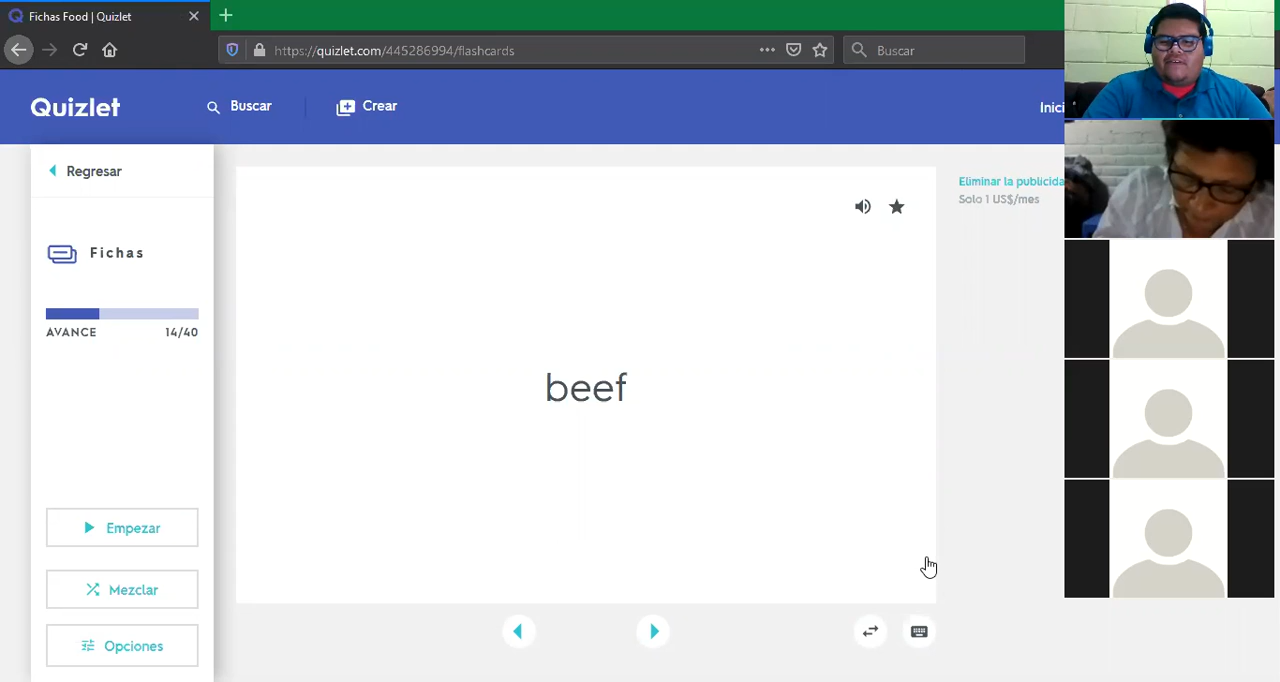 Fichas Food | Quizlet
https://quizlet.com/445286994/flashcards
Buscar
Quizlet
Buscar
Crear
Inici
Regresar
Fichas
AVANCE 14/40
Empezar
Mezclar
Opciones
beef
Eliminar la publicida
Solo 1 US$/mes